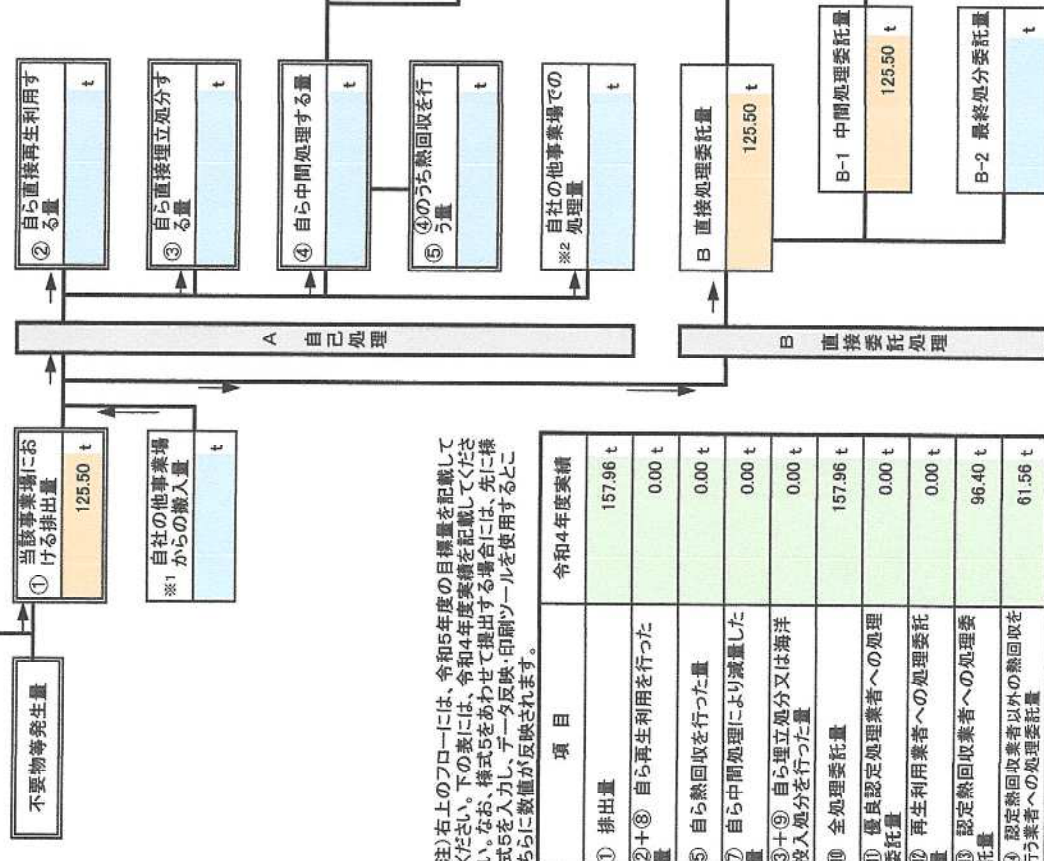 不要物等発生量
① 当該事業場にお
ける排出量
125.50 t
※1 自社の他事業場
からの搬入量
t
A 自己処理
② 自ら直接再生利用す
る量
t
③ 自ら直接埋立処分す
る量
t
④ 自ら中間処理する量
t
⑤ ④のうち熱回収を行
う量
t
※2 自社の他事業場での
処理量
t
B 直接委託処理
B 直接処理委託量
125.50 t
B-1 中間処理委託量
125.50 t
B-2 最終処分委託量
t
注)右上のフローには、令和5年度の目標量を記載して
ください。下の表には、令和4年度実績を記載してくださ
い。なお、様式5をあわせて提出する場合には、先に様
式5を入力し、データ反映・印刷ツールを使用するとこ
ちらに数値が反映されます。
項 目 令和4年度実績
① 排出量 157.96 t
②+⑧ 自ら再生利用を行った
量 0.00 t
⑤ 自ら熱回収を行った量 0.00 t
⑦ 自ら中間処理により減量した
量 0.00 t
③+⑨ 自ら埋立処分又は海洋
投入処分を行った量 0.00 t
⑩ 全処理委託量 157.96 t
⑪ 優良認定処理業者への処理
委託量 0.00 t
⑫ 再生利用業者への処理委託
量 0.00 t
⑬ 認定熱回収業者への処理委
託量 96.40 t
認定熱回収業者以外の熱回収を
行う業者への処理委託量 61.56 t